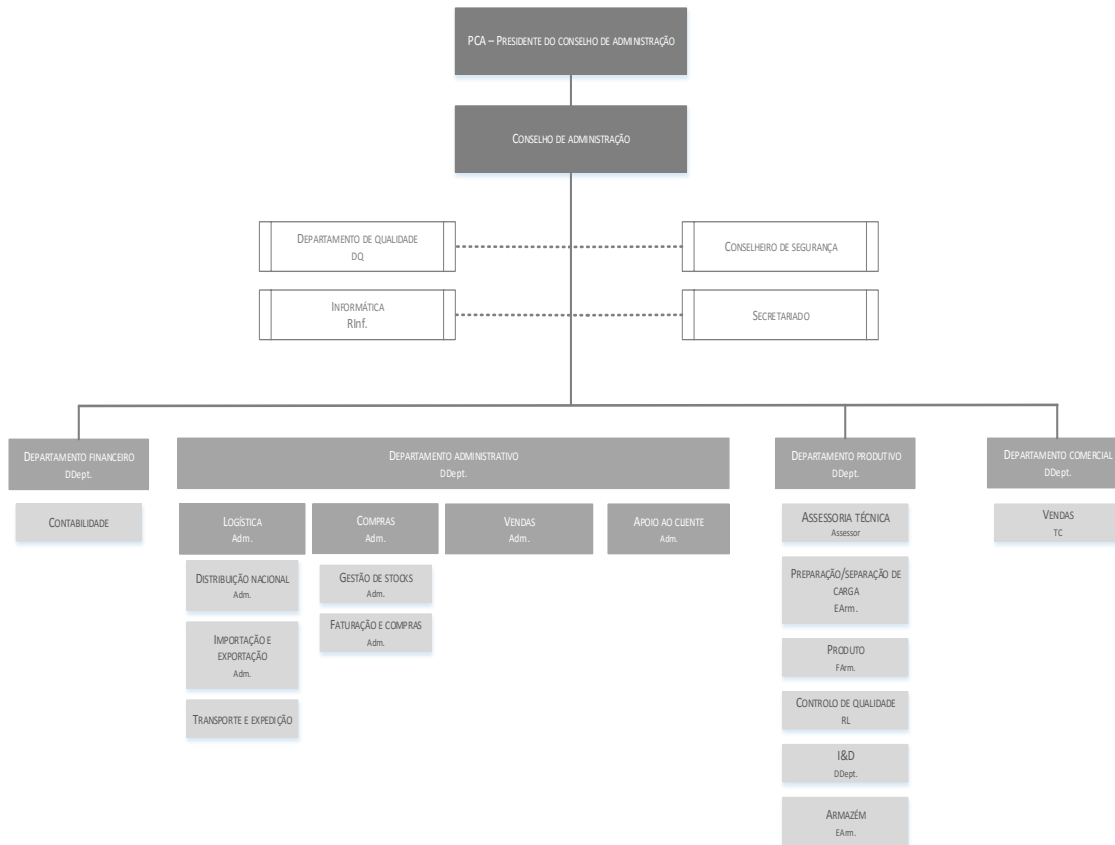 PCA – Presidente do conselho de administração
Conselho de administração
Departamento de qualidade
DQ
Conselheiro de segurança
Informática
RInf.
Secretariado
Departamento financeiro
DDept.
Departamento administrativo
DDept.
Departamento produtivo
DDept.
Departamento comercial
DDept.
Contabilidade
Logística
Adm.
Compras
Adm.
Vendas
Adm.
Apoio ao cliente
Adm.
Assessoria técnica
Assessor
Vendas
TC
Distribuição nacional
Adm.
Gestão de stocks
Adm.
Preparação/separação de
carga
EArm.
Importação e
exportação
Adm.
Faturação e compras
Adm.
Produto
FArm.
Transporte e expedição
Controlo de qualidade
RL
I&D
DDept.
Armazém
EArm.